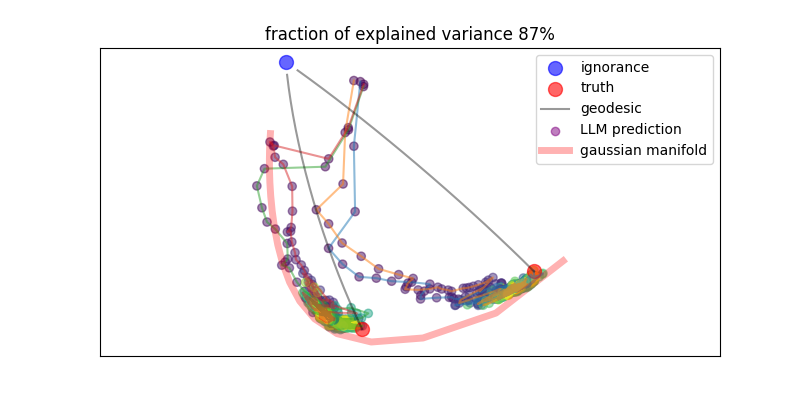 fraction of explained variance 87%
ignorance
truth
geodesic
LLM prediction
gaussian manifold